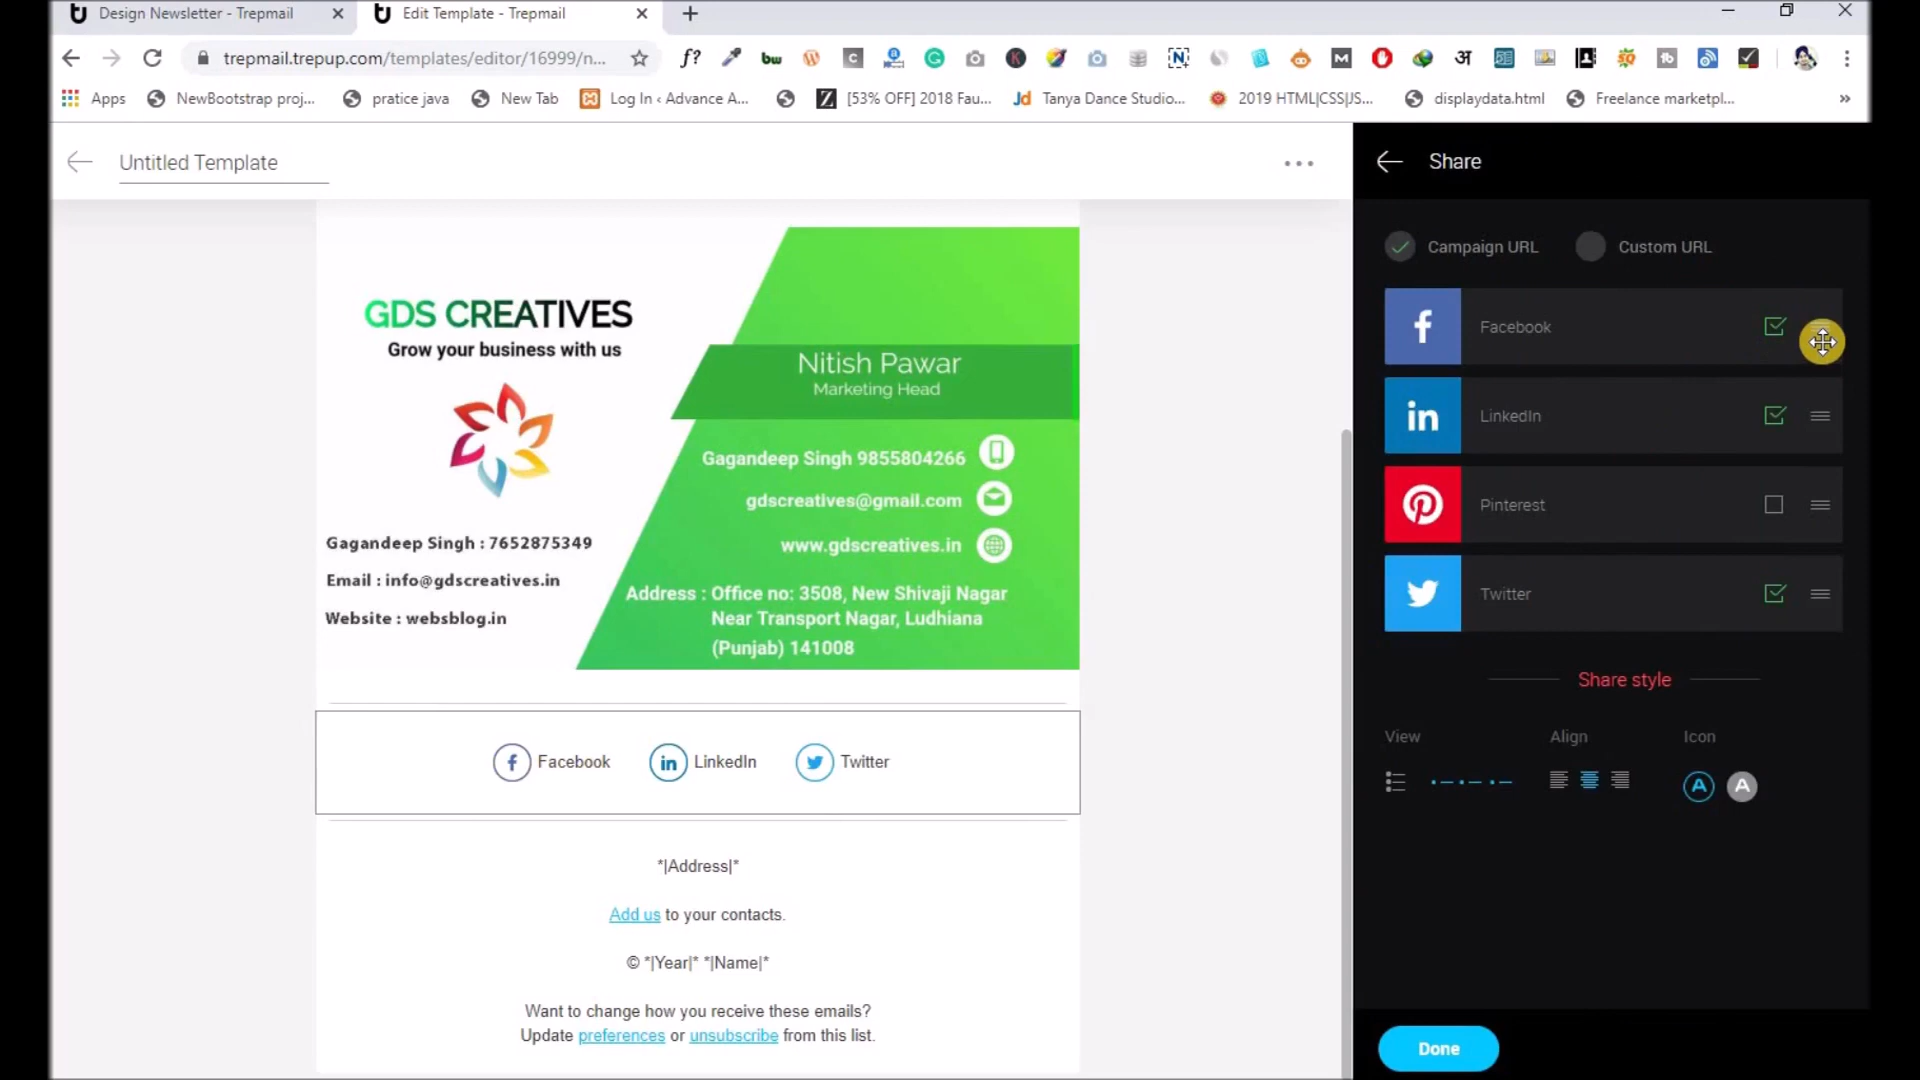 Design Newsletter - Trepmail
Edit Template - Trepmail
trepmail.trepup.com/templates/editor/16999/n...
Apps
NewBootstrap proj...
pratice java
New Tab
Log In ‹ Advance A...
[53% OFF] 2018 Fau...
Tanya Dance Studio...
2019 HTML|CSS|JS...
displaydata.html
Freelance marketpl...
Untitled Template
Share
Campaign URL
Custom URL
Facebook
LinkedIn
Pinterest
Twitter
Share style
View
Align
Icon
A
A
Done
GDS CREATIVES
Grow your business with us
Gagandeep Singh : 7652875349
Email : info@gdscreatives.in
Website : websblog.in
Nitish Pawar
Marketing Head
Gagandeep Singh 9855804266
gdscreatives@gmail.com
www.gdscreatives.in
Address : Office no: 3508, New Shivaji Nagar
Near Transport Nagar, Ludhiana
(Punjab) 141008
Facebook
LinkedIn
Twitter
*|Address|*
Add us to your contacts.
© *|Year|* *|Name|*
Want to change how you receive these emails?
Update preferences or unsubscribe from this list.